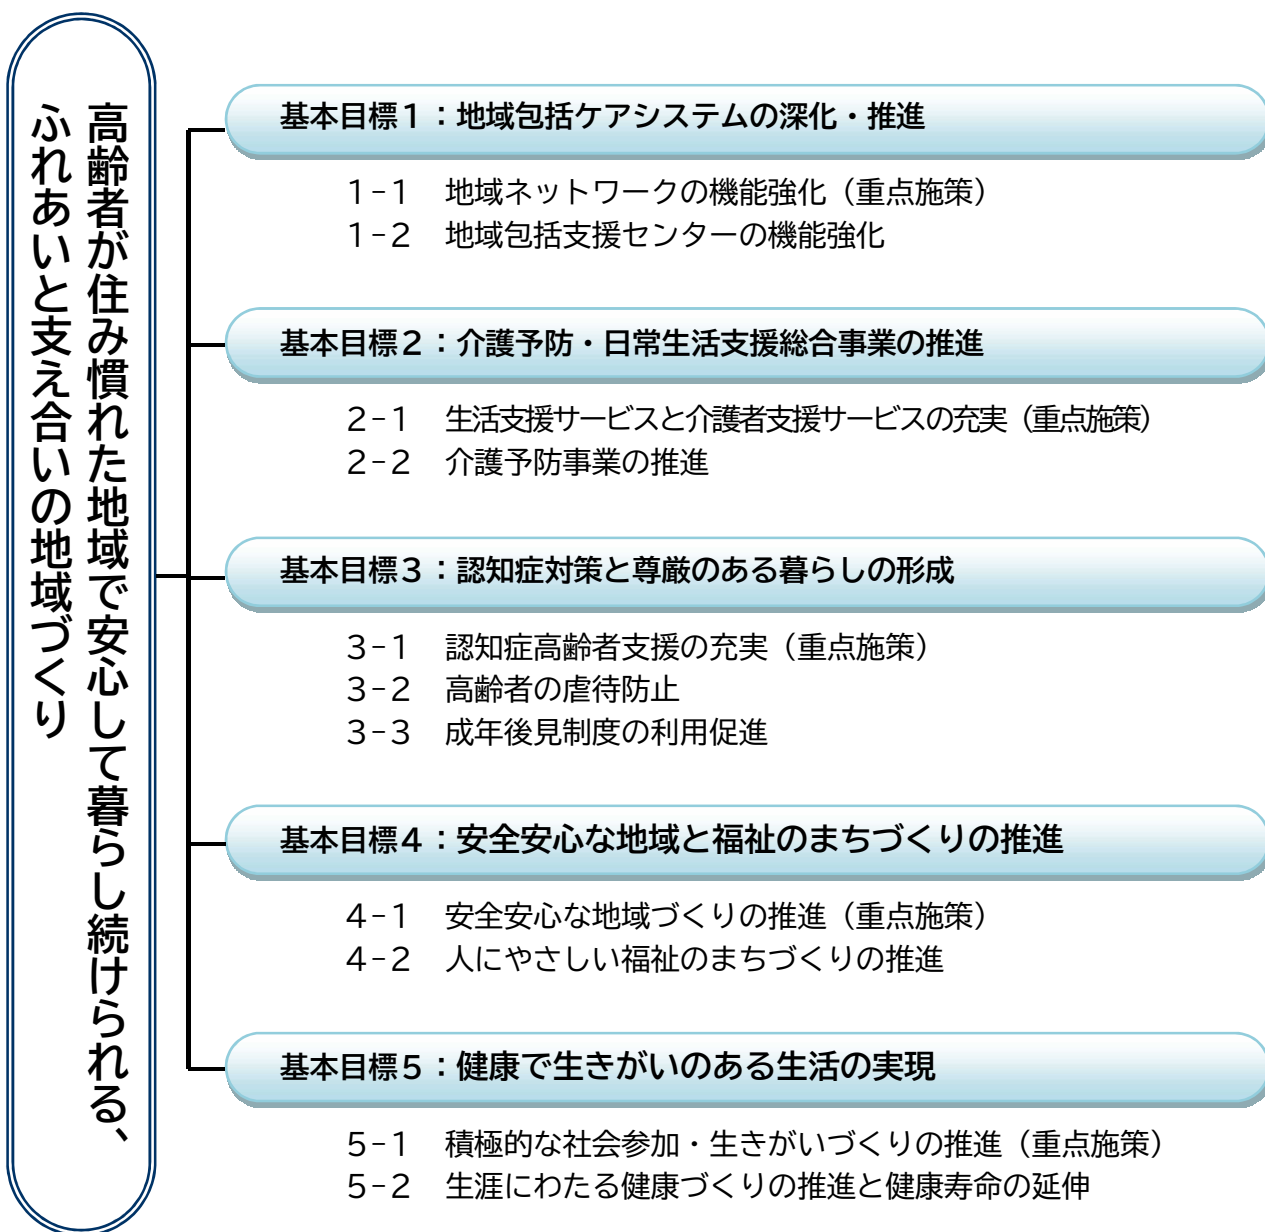 高齢者が住み慣れた地域で安心して暮らし続けられる、
ふれあいと支え合いの地域づくり
基本目標１：地域包括ケアシステムの深化・推進
１-１　地域ネットワークの機能強化（重点施策）
１-２　地域包括支援センターの機能強化
基本目標２：介護予防・日常生活支援総合事業の推進
２-１　生活支援サービスと介護者支援サービスの充実（重点施策）
２-２　介護予防事業の推進
基本目標３：認知症対策と尊厳のある暮らしの形成
３-１　認知症高齢者支援の充実（重点施策）
３-２　高齢者の虐待防止
３-３　成年後見制度の利用促進
基本目標４：安全安心な地域と福祉のまちづくりの推進
４-１　安全安心な地域づくりの推進（重点施策）
４-２　人にやさしい福祉のまちづくりの推進
基本目標５：健康で生きがいのある生活の実現
５-１　積極的な社会参加・生きがいづくりの推進（重点施策）
５-２　生涯にわたる健康づくりの推進と健康寿命の延伸